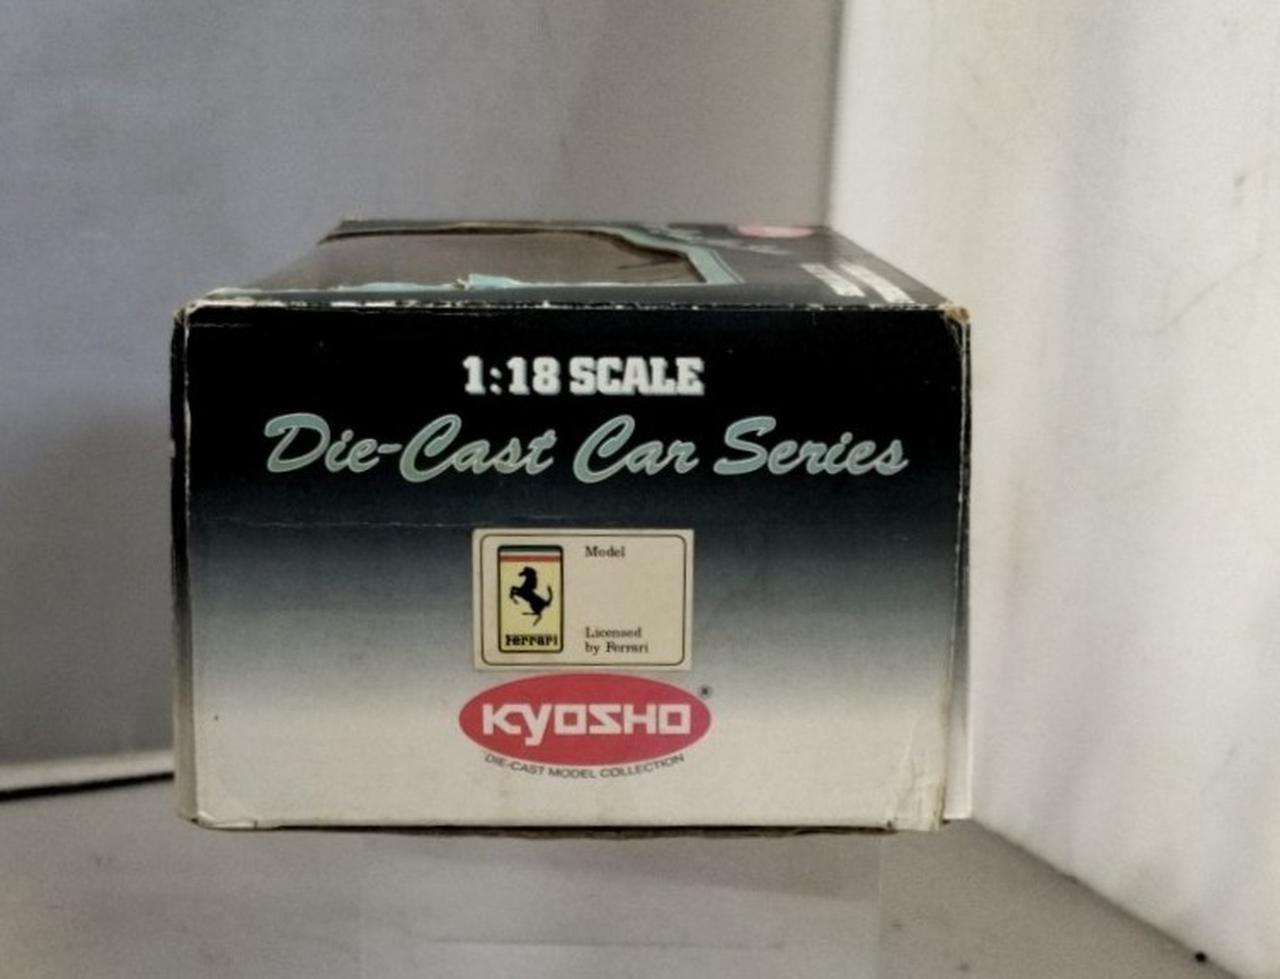 1:18 SCALE
Die-Cast Car Series
Model
Ferrari
Licensed
by Ferrari
KYOSHO®
DIE-CAST MODEL COLLECTION